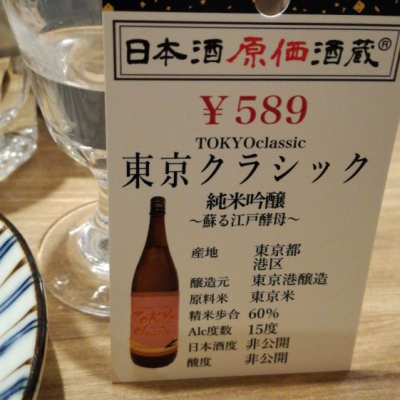 日本酒原価酒蔵®
￥589
TOKYOclassic
東京クラシック
純米吟醸
～蘇る江戸酵母～
産地 東京都
港区
醸造元 東京港醸造
原料米 東京米
精米歩合 60%
Alc度数 15度
日本酒度 非公開
酸度 非公開
ToKYo
classic